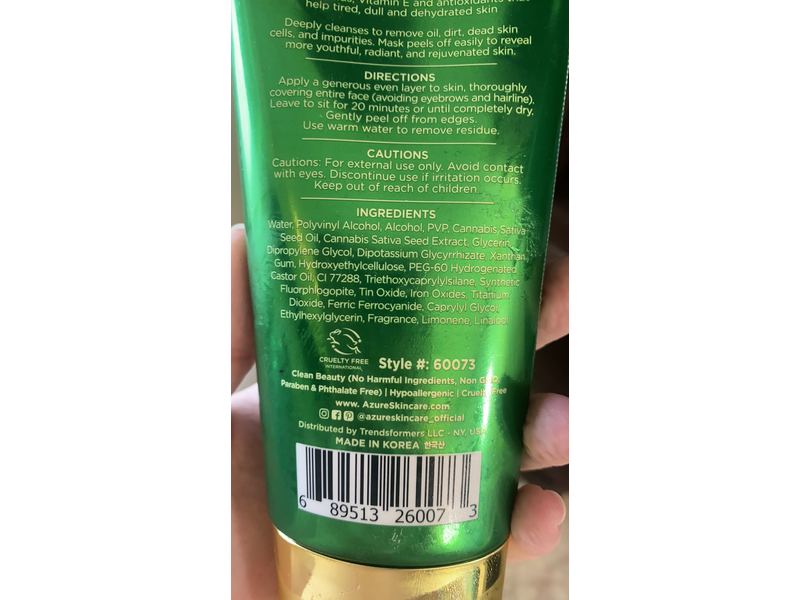 Vitamin E and antioxidants that
help tired, dull and dehydrated skin
Deeply cleanses to remove oil, dirt, dead skin
cells, and impurities. Mask peels off easily to reveal
more youthful, radiant, and rejuvenated skin.
DIRECTIONS
Apply a generous even layer to skin, thoroughly
covering entire face (avoiding eyebrows and hairline).
Leave to sit for 20 minutes or until completely dry.
Gently peel off from edges.
Use warm water to remove residue.
CAUTIONS
Cautions: For external use only. Avoid contact
with eyes. Discontinue use if irritation occurs.
Keep out of reach of children.
INGREDIENTS
Water, Polyvinyl Alcohol, Alcohol, PVP, Cannabis Sativa
Seed Oil, Cannabis Sativa Seed Extract, Glycerin,
Dipropylene Glycol, Dipotassium Glycyrrhizate, Xanthan
Gum, Hydroxyethylcellulose, PEG-60 Hydrogenated
Castor Oil, CI 77288, Triethoxycaprylylsilane, Synthetic
Fluorphlogopite, Tin Oxide, Iron Oxides, Titanium
Dioxide, Ferric Ferrocyanide, Caprylyl Glycol,
Ethylhexylglycerin, Fragrance, Limonene, Linalool
CRUELTY FREE
INTERNATIONAL
Style #: 60073
Clean Beauty (No Harmful Ingredients, Non GMO,
Paraben & Phthalate Free) | Hypoallergenic | Cruelty Free
www.AzureSkincare.com
@azureskincare_official
Distributed by Trendsformers LLC - NY, USA
MADE IN KOREA 한국산
6 89513 26007 3